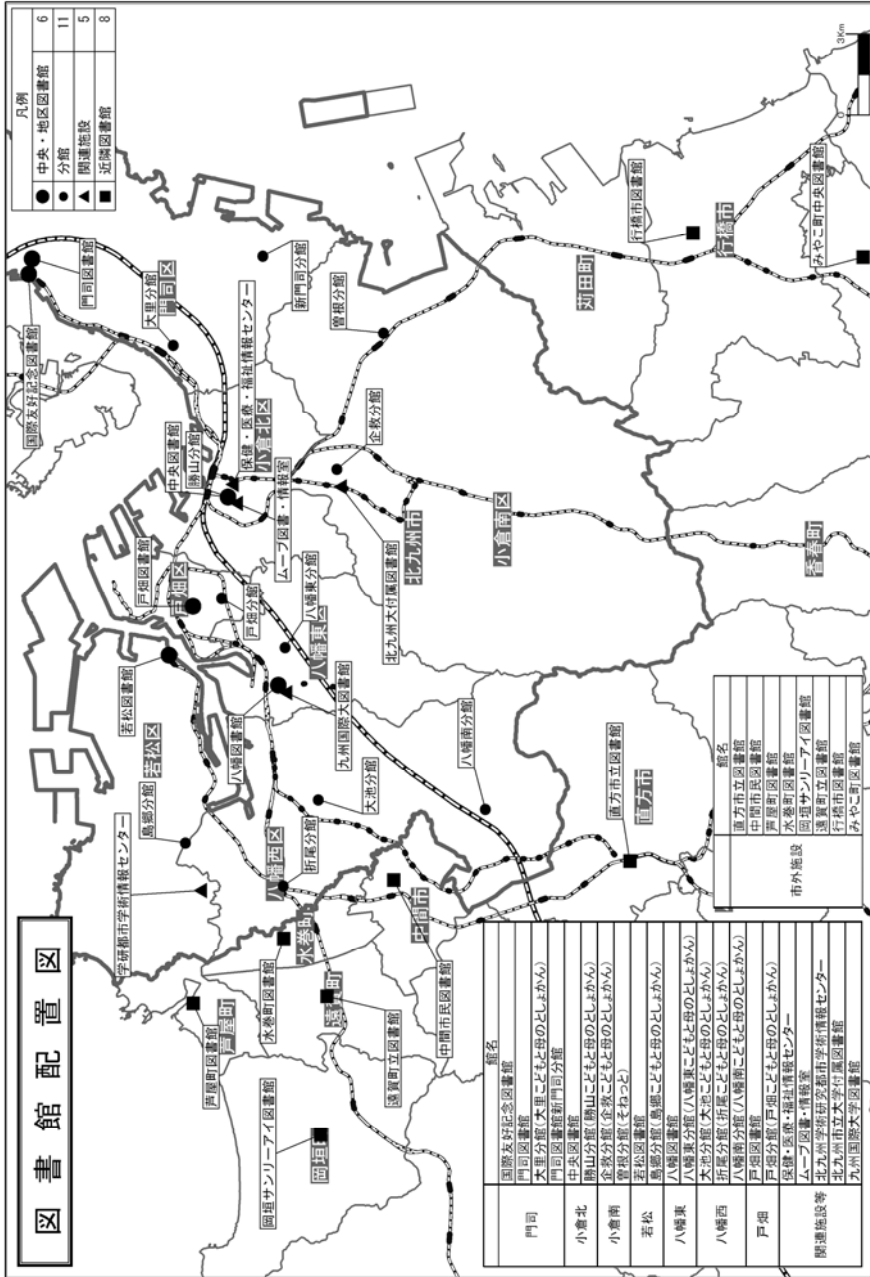 図書館配置図
凡例
● 中央・地区図書館 6
● 分館 11
▲ 関連施設 5
■ 近隣図書館 8
国際友好記念図書館
門司図書館
大里分館
門司区
新門司分館
中央図書館
勝山分館
小倉北区
保健・医療・福祉情報センター
ムーブ図書・情報室
曽根分館
企救分館
北九州大付属図書館
北九州市
小倉南区
戸畑図書館
戸畑区
戸畑分館
八幡東分館
八幡東区
若松図書館
若松区
八幡図書館
九州国際大図書館
島郷分館
学研都市学術情報センター
大池分館
八幡南分館
八幡西区
折尾分館
芦屋町図書館
芦屋町
水巻町図書館
水巻町
中間市
中間市民図書館
遠賀町
遠賀町立図書館
岡垣サンリーアイ図書館
岡垣
直方市立図書館
直方市
苅田町
行橋市図書館
行橋市
みやこ町中央図書館
香春町
0
3Km
館名
門司
国際友好記念図書館
門司図書館
大里分館(大里こどもと母のとしょかん)
門司図書館新門司分館
小倉北
中央図書館
勝山分館(勝山こどもと母のとしょかん)
小倉南
企救分館(企救こどもと母のとしょかん)
曽根分館(そねっと)
若松
若松図書館
島郷分館(島郷こどもと母のとしょかん)
八幡東
八幡図書館
八幡東分館(八幡東こどもと母のとしょかん)
八幡西
大池分館(大池こどもと母のとしょかん)
折尾分館(折尾こどもと母のとしょかん)
八幡南分館(八幡南こどもと母のとしょかん)
戸畑
戸畑図書館
戸畑分館(戸畑こどもと母のとしょかん)
関連施設等
保健・医療・福祉情報センター
ムーブ図書・情報室
北九州学術研究都市学術情報センター
北九州市立大学付属図書館
九州国際大学図書館
館名
市外施設
直方市立図書館
中間市民図書館
芦屋町図書館
水巻町図書館
岡垣サンリーアイ図書館
遠賀町立図書館
行橋市図書館
みやこ町図書館